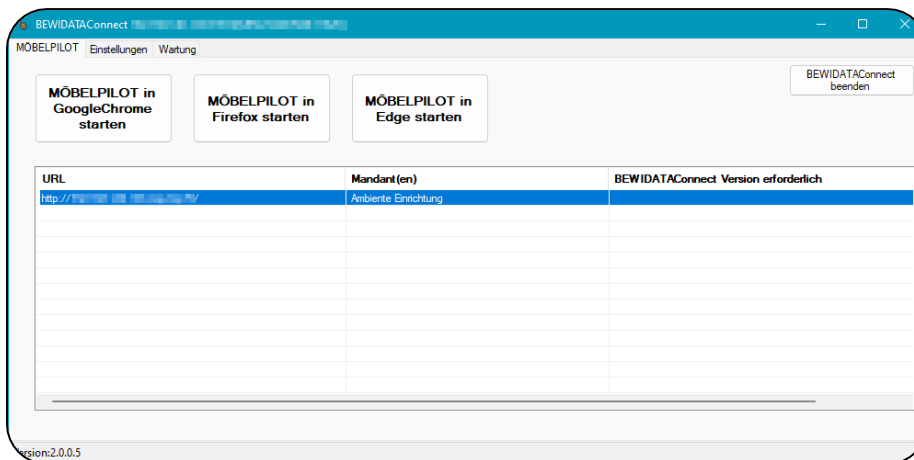 BEWIDATAConnect
MÖBELPILOT Einstellungen Wartung
MÖBELPILOT in
GoogleChrome
starten
MÖBELPILOT in
Firefox starten
MÖBELPILOT in
Edge starten
BEWIDATAConnect
beenden
URL Mandant(en) BEWIDATAConnect Version erforderlich
http:// / Ambiente Einrichtung
ersion:2.0.0.5